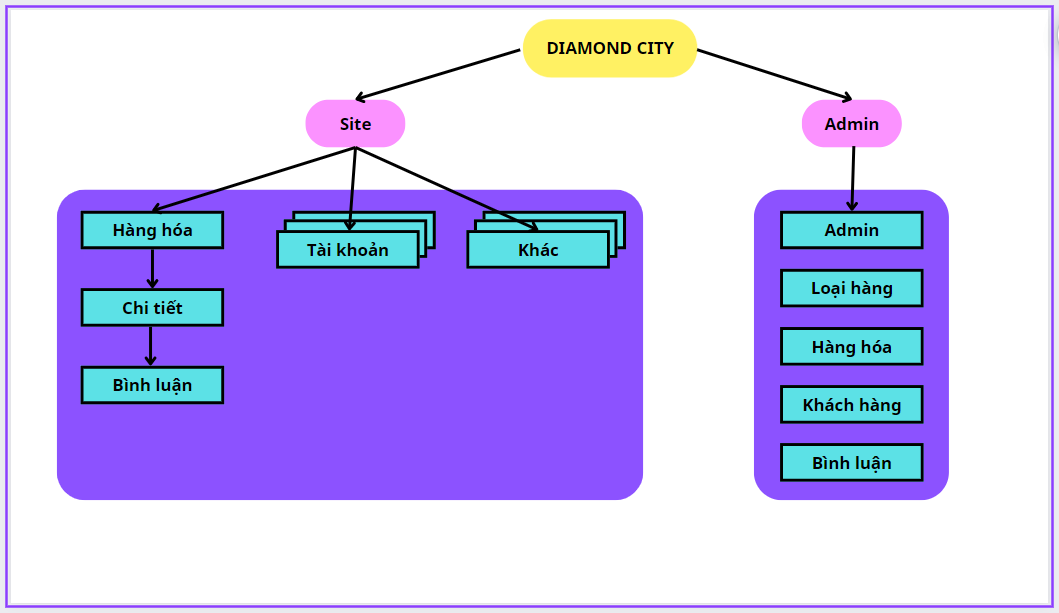 DIAMOND CITY
Site
Admin
Hàng hóa
Tài khoản
Khác
Chi tiết
Bình luận
Admin
Loại hàng
Hàng hóa
Khách hàng
Bình luận